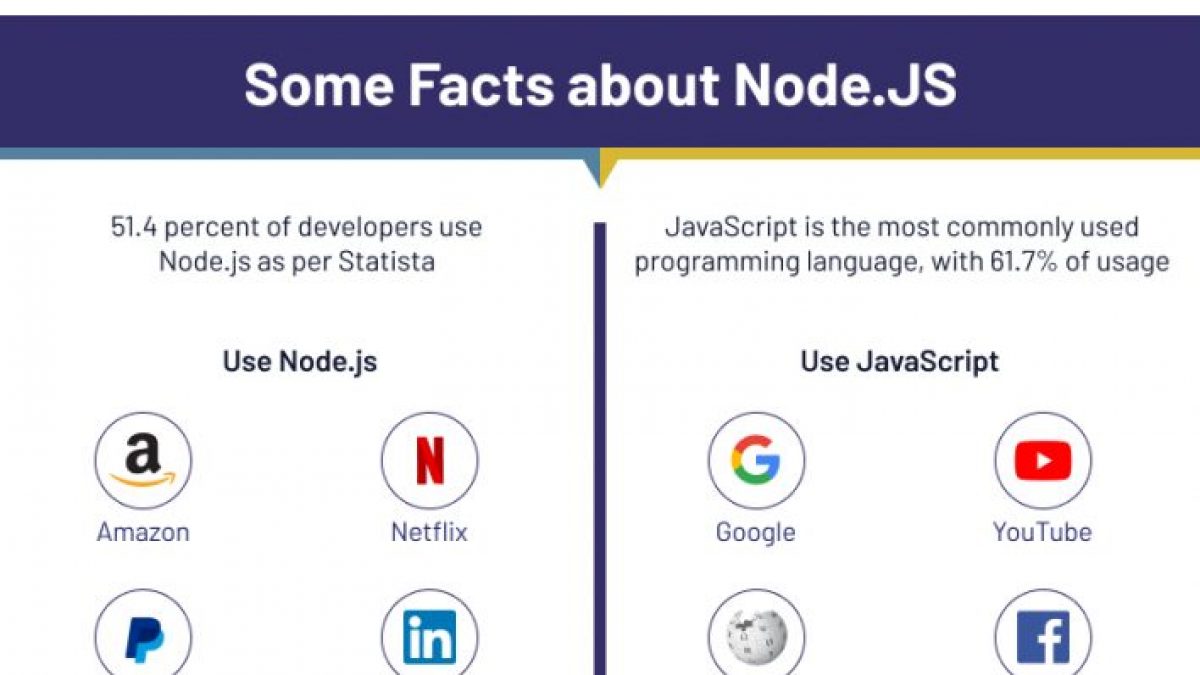 Some Facts about Node.JS
51.4 percent of developers use
Node.js as per Statista
Use Node.js
a
N
Amazon
Netflix
in
JavaScript is the most commonly used
programming language, with 61.7% of usage
Use JavaScript
G
Google
YouTube
f